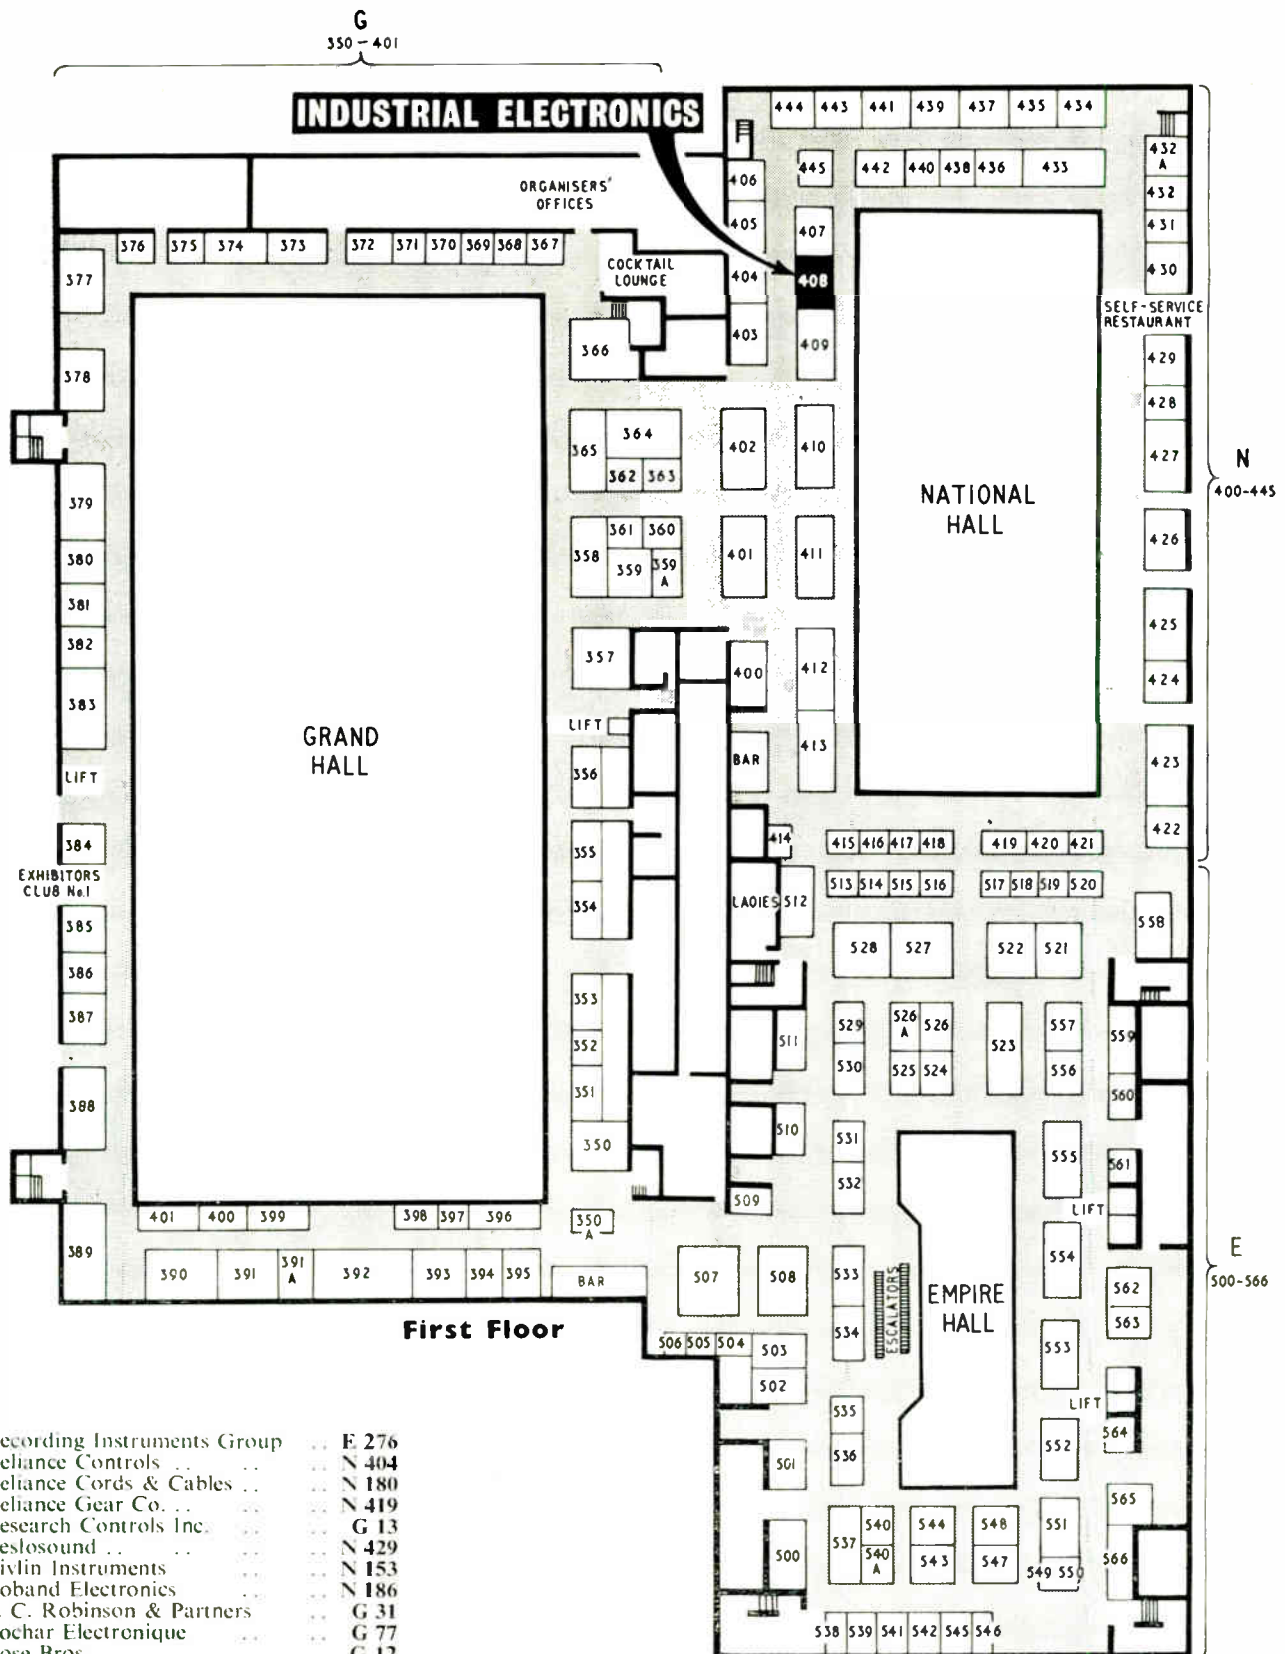 G
350-401
INDUSTRIAL ELECTRONICS
444 443 441 439 437 435 434
445 442 440 438 436 433
432 A
432
431
430
406
405
404
403
407
408
409
ORGANISERS' OFFICES
376 375 374 373 372 371 370 369 368 367
COCKTAIL LOUNGE
377
378
366
SELF-SERVICE RESTAURANT
429
428
427
426
425
424
423
422
N
400-445
365 364
362 363
402
410
361 360
358 359 359 A
401
411
NATIONAL HALL
379
380
381
382
383
LIFT
384
EXHIBITORS CLUB No.1
385
386
387
388
389
GRAND HALL
357
LIFT
356
355
354
353
352
351
350
350 A
400
412
413
BAR
414
415 416 417 418 419 420 421
513 514 515 516 517 518 519 520
LADIES
512
528 527 522 521
558
529 526 A 526 523 557
530 525 524 556
511
510
509
559
560
561
LIFT
531
532
555
554
553
552
551
401 400 399 398 397 396
390 391 391 A 392 393 394 395
BAR
507
508
533
534
ESCALATORS
EMPIRE HALL
562
563
E
500-566
First Floor
506 505 504 503
502
535
536
LIFT
564
565
566
501
500
537 540 544 548
540 A 543 547
549 550
538 539 541 542 545 546
ecording Instruments Group .. E 276
eliance Controls .. .. .. N 404
eliance Cords & Cables .. .. N 180
eliance Gear Co. .. .. .. N 419
esearch Controls Inc. .. .. G 13
eslosound .. .. .. .. N 429
ivlin Instruments .. .. N 153
oband Electronics .. .. N 186
. C. Robinson & Partners .. G 31
ochar Electronique .. .. G 77